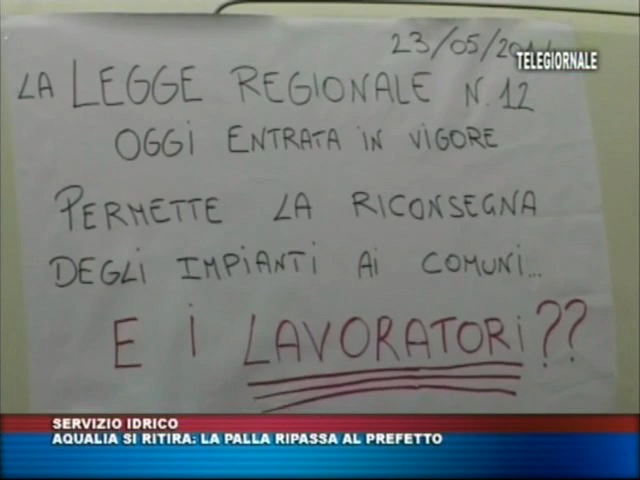 23/05/201
TELEGIORNALE
LA LEGGE REGIONALE N.12
OGGI ENTRATA IN VIGORE
PERMETTE LA RICONSEGNA
DEGLI IMPIANTI AI COMUNI...
E I LAVORATORI??
SERVIZIO IDRICO
AQUALIA SI RITIRA: LA PALLA RIPASSA AL PREFETTO